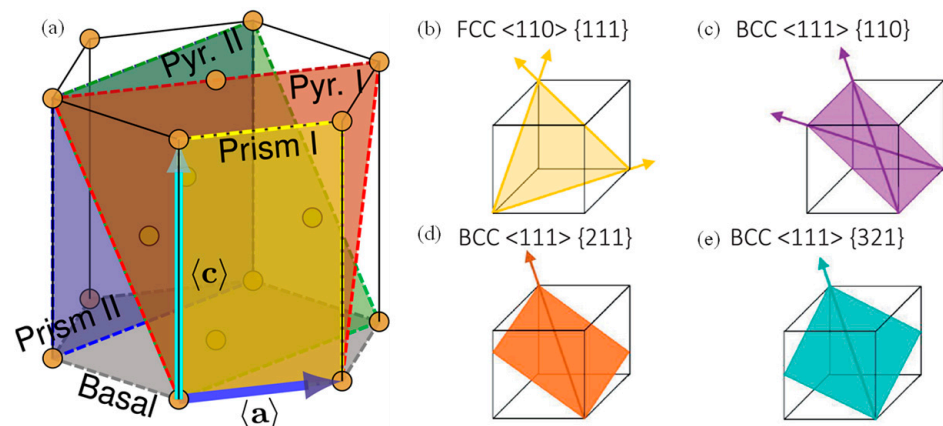 (a)
Pyr. II
Pyr. I
Prism I
⟨c⟩
Prism II
Basal
⟨a⟩
(b) FCC <110> {111}
(c) BCC <111> {110}
(d) BCC <111> {211}
(e) BCC <111> {321}